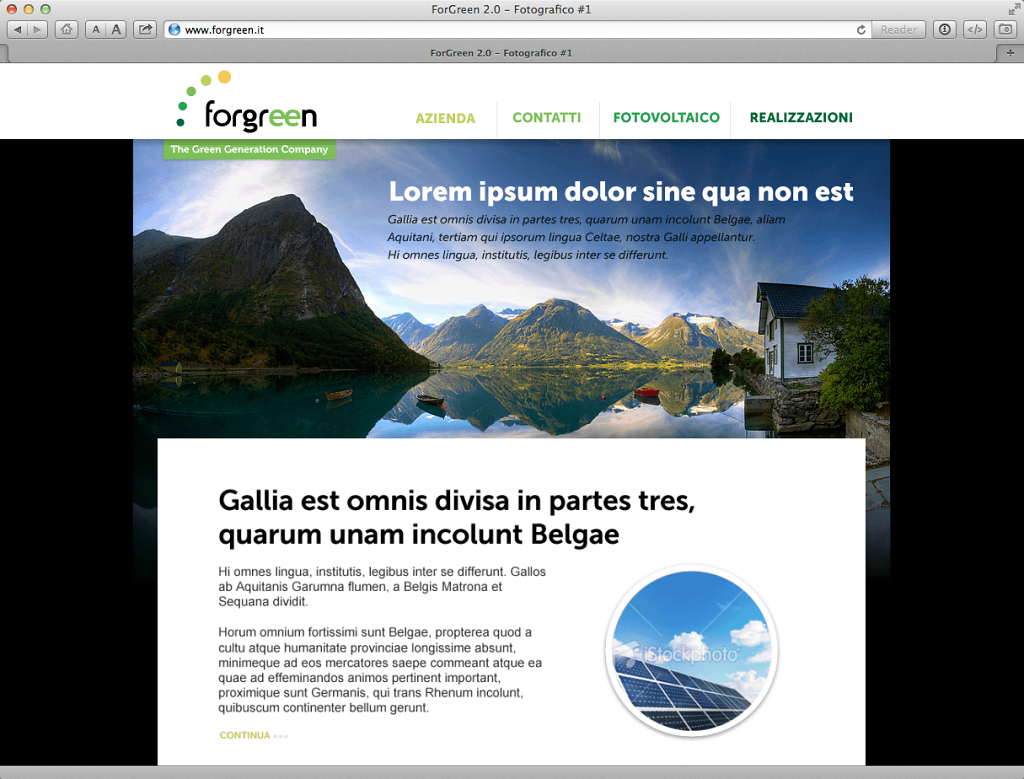 ForGreen 2.0 – Fotografico #1
A A
www.forgreen.it
Reader
ForGreen 2.0 – Fotografico #1
forgreen
AZIENDA
CONTATTI
FOTOVOLTAICO
REALIZZAZIONI
The Green Generation Company
Lorem ipsum dolor sine qua non est
Gallia est omnis divisa in partes tres, quarum unam incolunt Belgae, aliam
Aquitani, tertiam qui ipsorum lingua Celtae, nostra Galli appellantur.
Hi omnes lingua, institutis, legibus inter se differunt.
Gallia est omnis divisa in partes tres,
quarum unam incolunt Belgae
Hi omnes lingua, institutis, legibus inter se differunt. Gallos
ab Aquitanis Garumna flumen, a Belgis Matrona et
Sequana dividit.
Horum omnium fortissimi sunt Belgae, propterea quod a
cultu atque humanitate provinciae longissime absunt,
minimeque ad eos mercatores saepe commeant atque ea
quae ad effeminandos animos pertinent important,
proximique sunt Germanis, qui trans Rhenum incolunt,
quibuscum continenter bellum gerunt.
iStockphoto
CONTINUA